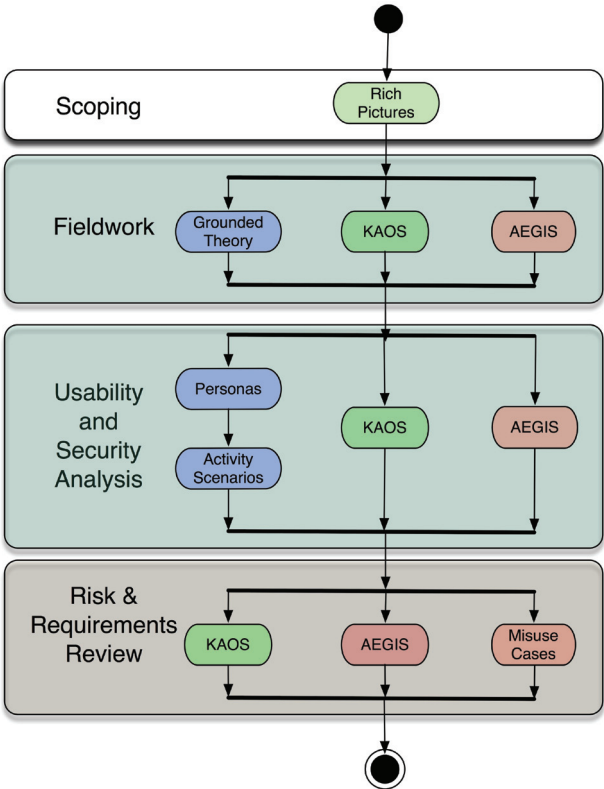 Scoping
Rich
Pictures
Fieldwork
Grounded
Theory
KAOS
AEGIS
Usability
and
Security
Analysis
Personas
Activity
Scenarios
KAOS
AEGIS
Risk &
Requirements
Review
KAOS
AEGIS
Misuse
Cases